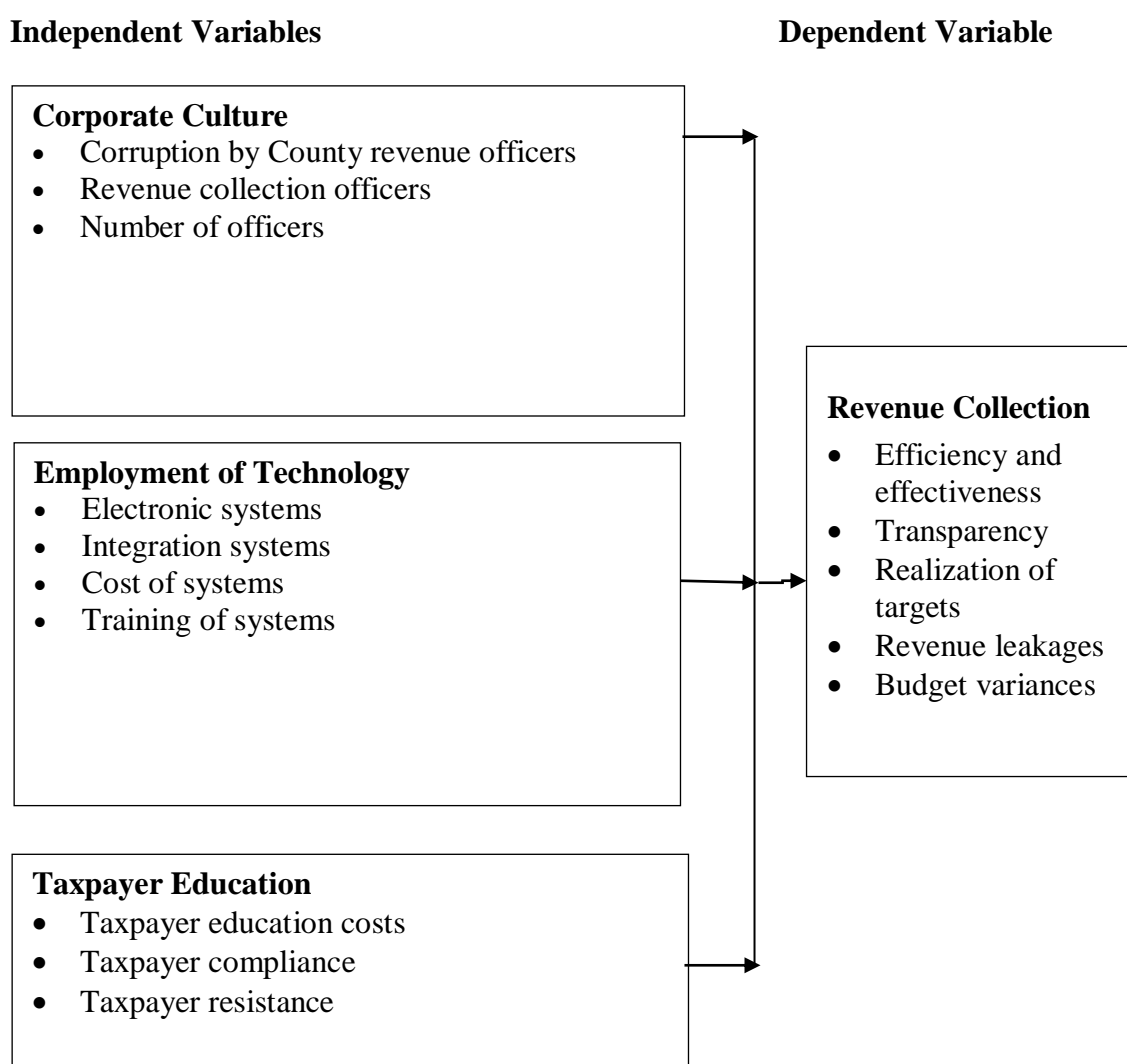 Independent Variables
Dependent Variable
Corporate Culture
• Corruption by County revenue officers
• Revenue collection officers
• Number of officers
Employment of Technology
• Electronic systems
• Integration systems
• Cost of systems
• Training of systems
Taxpayer Education
• Taxpayer education costs
• Taxpayer compliance
• Taxpayer resistance
Revenue Collection
• Efficiency and
effectiveness
• Transparency
• Realization of
targets
• Revenue leakages
• Budget variances